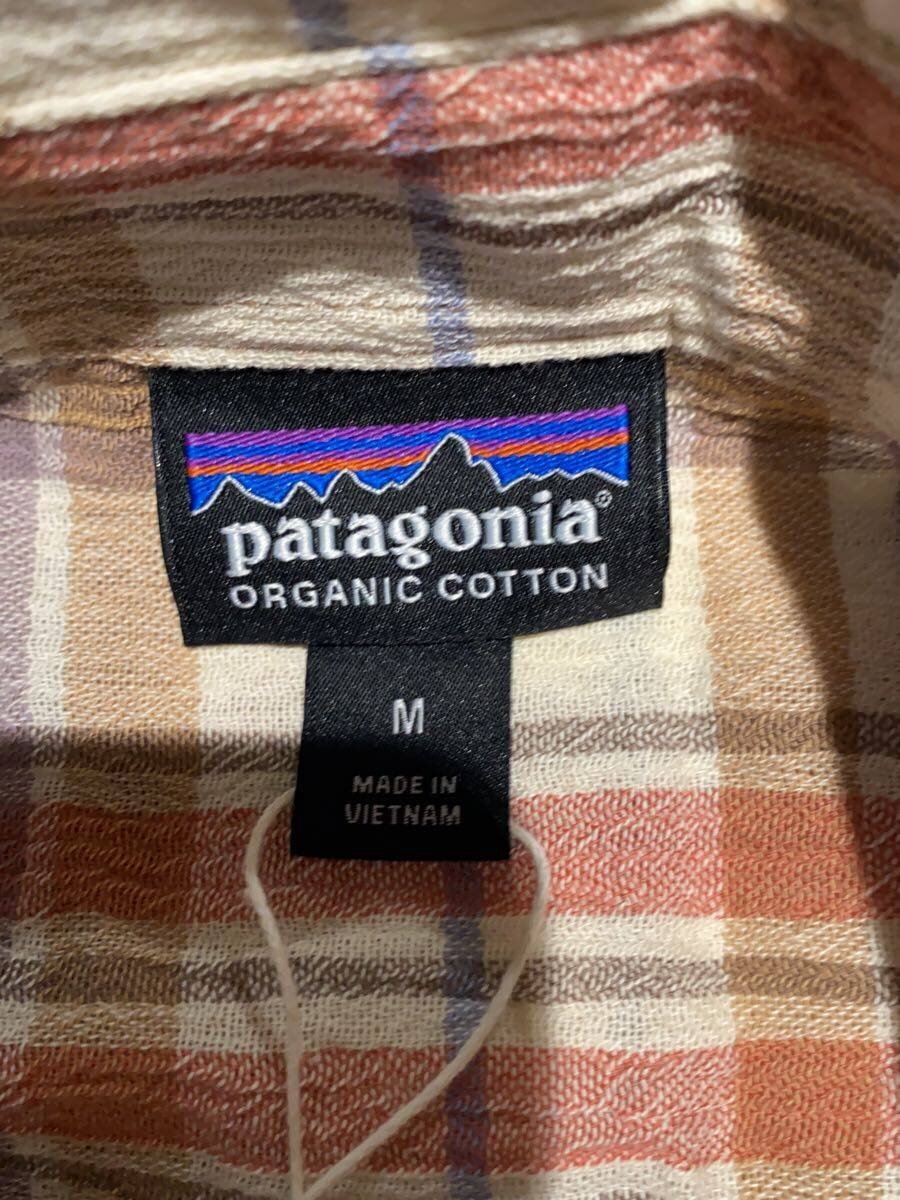 patagonia®
ORGANIC COTTON
M
MADE IN
VIETNAM